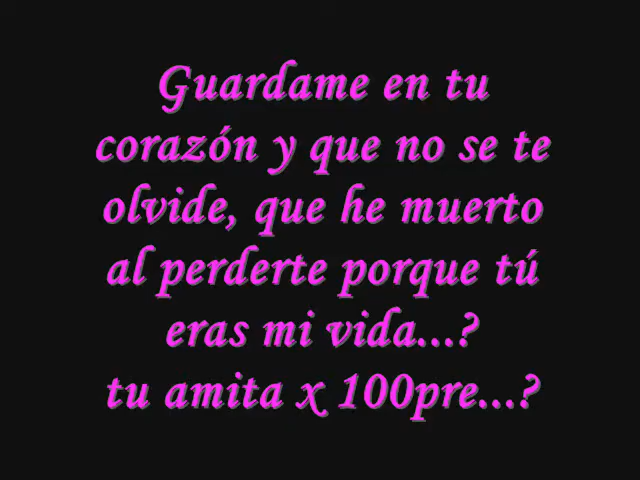 Guardame en tu
corazón y que no se te
olvide, que he muerto
al perderte porque tú
eras mi vida...?
tu amita x 100pre...?